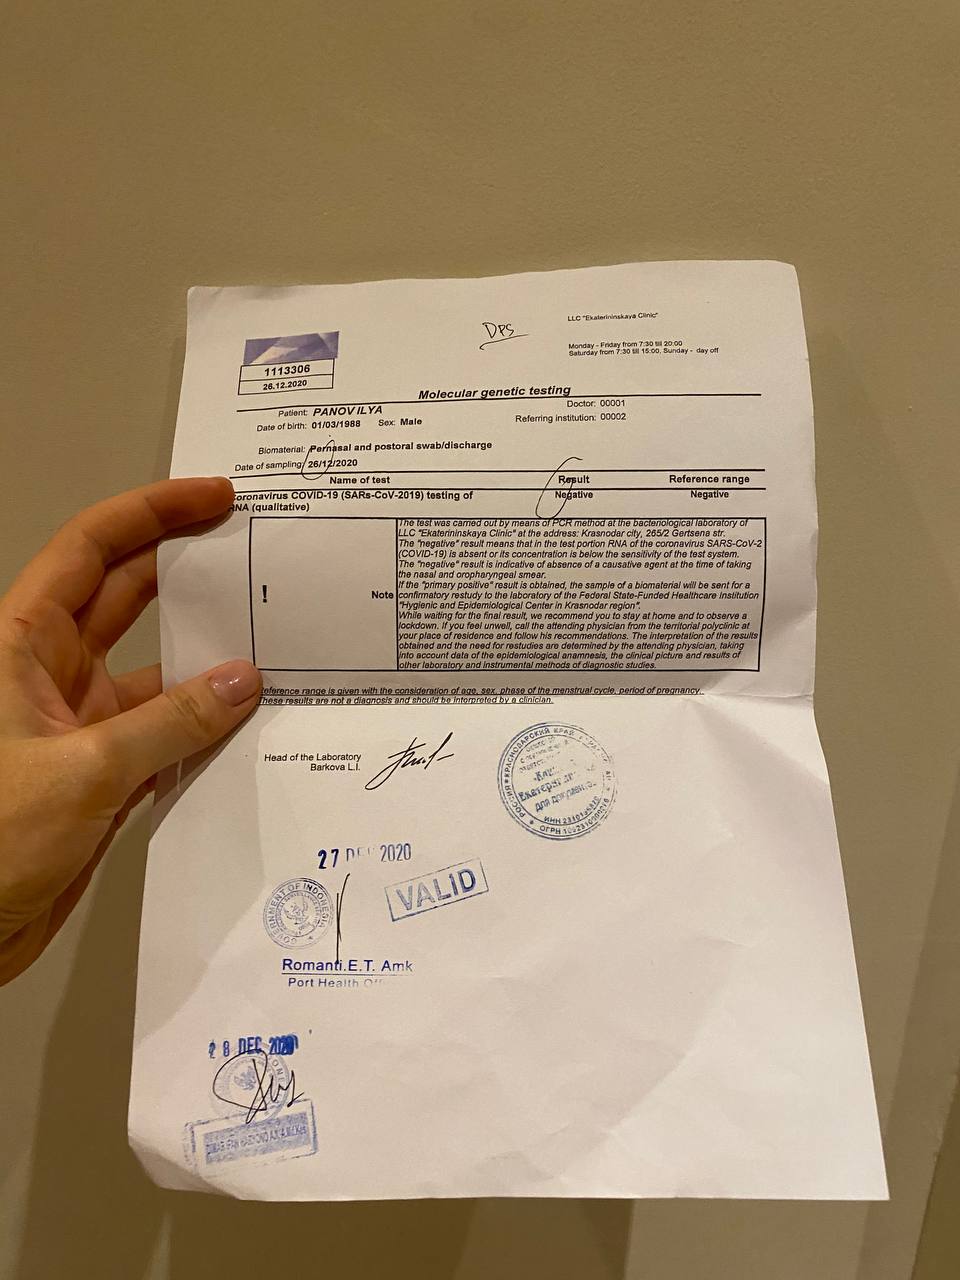 DPS
LLC "Ekaterininskaya Clinic"
Monday - Friday from 7:30 till 20:00
Saturday from 7:30 till 15:00, Sunday - day off
1113306
26.12.2020
Molecular genetic testing
Patient: PANOV ILYA
Doctor: 00001
Date of birth: 01/03/1988 Sex: Male
Referring institution: 00002
Biomaterial: Pernasal and postoral swab/discharge
Date of sampling: 26/12/2020
Name of test Result Reference range
Coronavirus COVID-19 (SARs-CoV-2019) testing of Negative Negative
RNA (qualitative)
! Note
The test was carried out by means of PCR method at the bacteriological laboratory of
LLC "Ekaterininskaya Clinic" at the address: Krasnodar city, 265/2 Gertsena str.
The "negative" result means that in the test portion RNA of the coronavirus SARS-CoV-2
(COVID-19) is absent or its concentration is below the sensitivity of the test system.
The "negative" result is indicative of absence of a causative agent at the time of taking
the nasal and oropharyngeal smear.
If the "primary positive" result is obtained, the sample of a biomaterial will be sent for a
confirmatory restudy to the laboratory of the Federal State-Funded Healthcare Institution
"Hygienic and Epidemiological Center in Krasnodar region".
While waiting for the final result, we recommend you to stay at home and to observe a
lockdown. If you feel unwell, call the attending physician from the territorial polyclinic at
your place of residence and follow his recommendations. The interpretation of the results
obtained and the need for restudies are determined by the attending physician, taking
into account data of the epidemiological anamnesis, the clinical picture and results of
other laboratory and instrumental methods of diagnostic studies.
Reference range is given with the consideration of age, sex, phase of the menstrual cycle, period of pregnancy.
These results are not a diagnosis and should be interpreted by a clinician.
Head of the Laboratory
Barkova L.I.
РОССИЯ * КРАСНОДАРСКИЙ КРАЙ
для документов
ИНН
ОГРН
27 DEC 2020
VALID
GOVERNMENT OF INDONESIA
Romanti.E.T. Amk
Port Health
28 DEC 2020